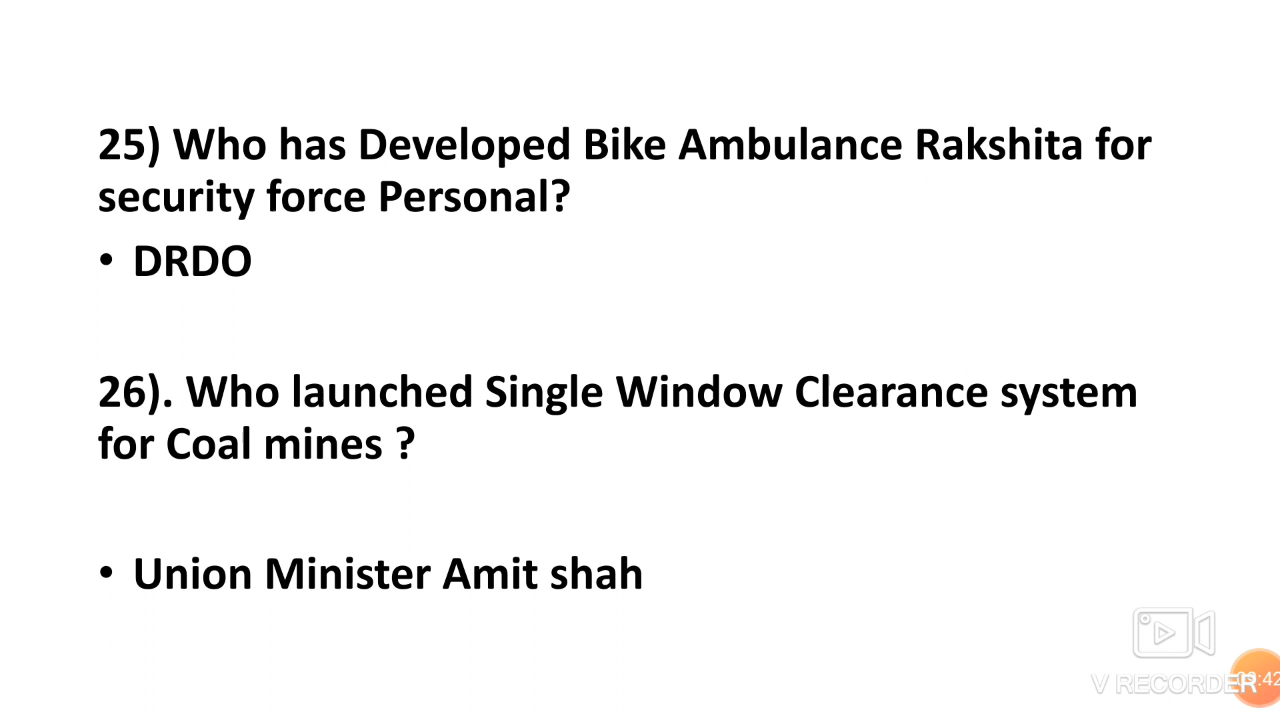 25) Who has Developed Bike Ambulance Rakshita for
security force Personal?
• DRDO
26). Who launched Single Window Clearance system
for Coal mines ?
• Union Minister Amit shah
V RECORDER